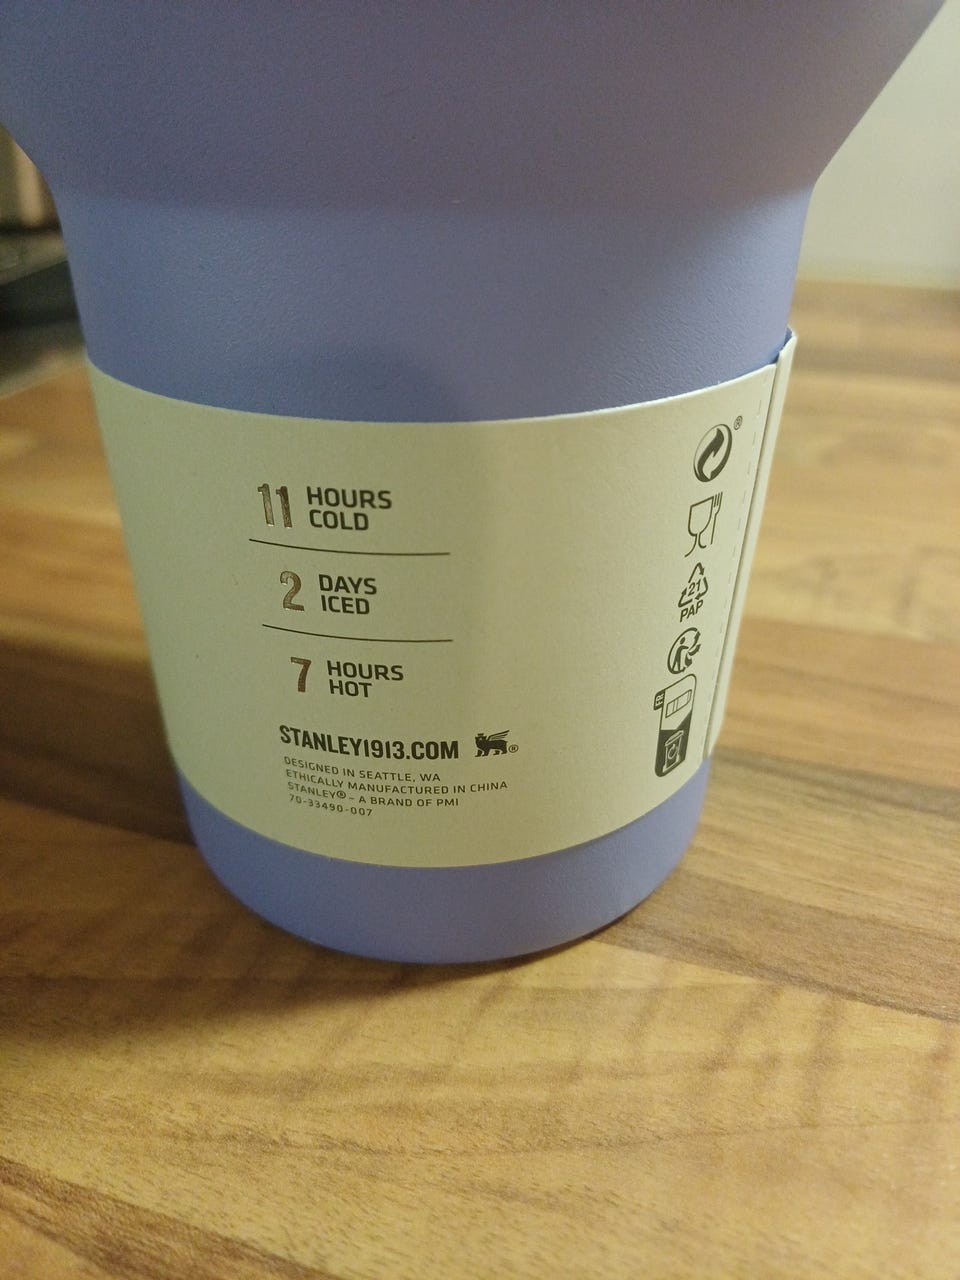 11 HOURS
COLD
2 DAYS
ICED
7 HOURS
HOT
STANLEY1913.COM ®
DESIGNED IN SEATTLE, WA
ETHICALLY MANUFACTURED IN CHINA
STANLEY® – A BRAND OF PMI
70-33490-007
®
21
PAP